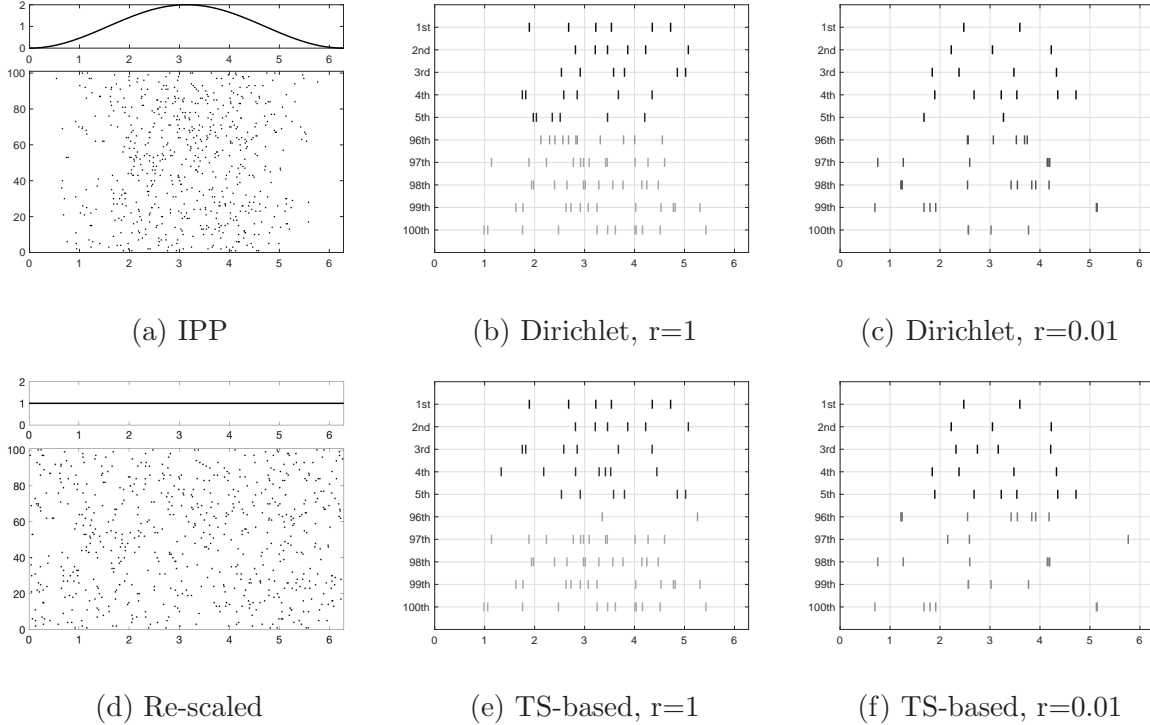 2
1
0
0 1 2 3 4 5 6
100
80
60
40
20
0
0 1 2 3 4 5 6
(a) IPP
1st
2nd
3rd
4th
5th
96th
97th
98th
99th
100th
0 1 2 3 4 5 6
(b) Dirichlet, r=1
1st
2nd
3rd
4th
5th
96th
97th
98th
99th
100th
0 1 2 3 4 5 6
(c) Dirichlet, r=0.01
2
1
0
0 1 2 3 4 5 6
100
80
60
40
20
0
0 1 2 3 4 5 6
(d) Re-scaled
1st
2nd
3rd
4th
5th
96th
97th
98th
99th
100th
0 1 2 3 4 5 6
(e) TS-based, r=1
1st
2nd
3rd
4th
5th
96th
97th
98th
99th
100th
0 1 2 3 4 5 6
(f) TS-based, r=0.01